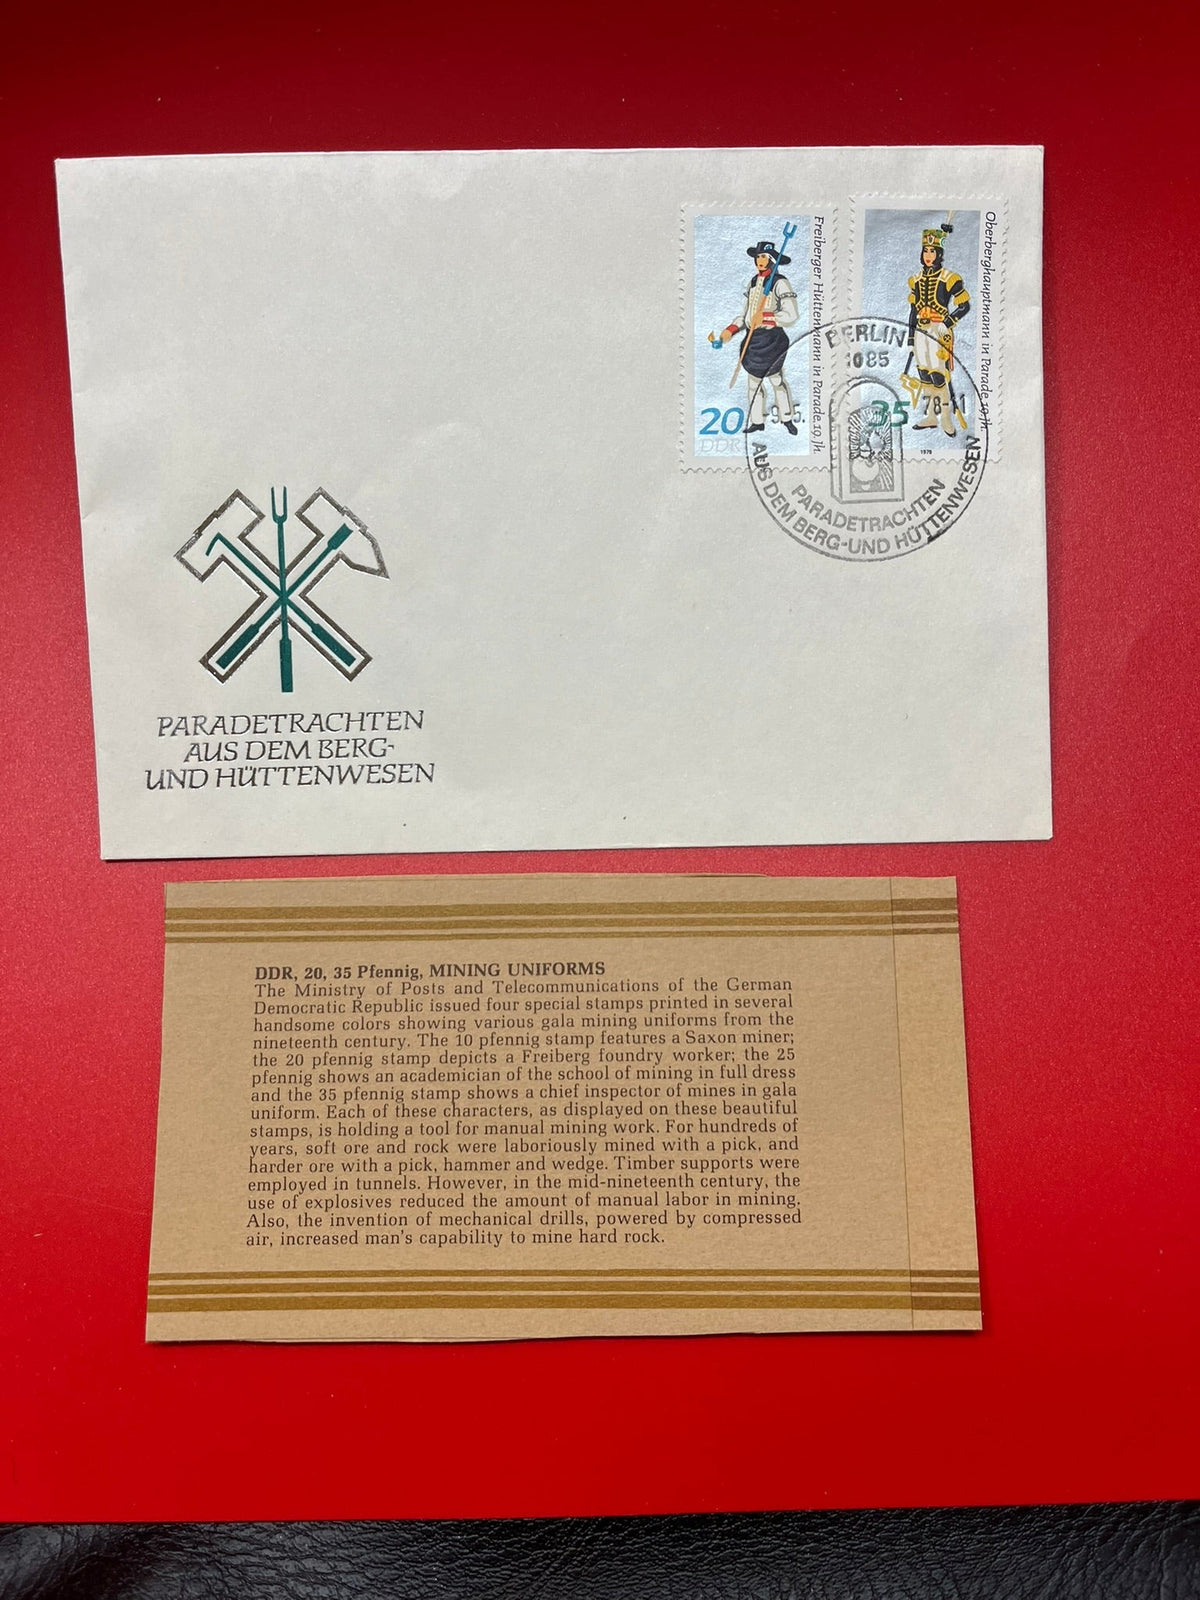 Freiberger Hüttenmann in Parade.19.Jh.
20
DDR
Oberberghauptmann in Parade.19.Jh.
35
1978
BERLIN
1085
-9.-5. 78-11
PARADETRACHTEN
AUS DEM BERG-UND HÜTTENWESEN
PARADETRACHTEN
AUS DEM BERG-
UND HÜTTENWESEN
DDR, 20, 35 Pfennig, MINING UNIFORMS
The Ministry of Posts and Telecommunications of the German
Democratic Republic issued four special stamps printed in several
handsome colors showing various gala mining uniforms from the
nineteenth century. The 10 pfennig stamp features a Saxon miner;
the 20 pfennig stamp depicts a Freiberg foundry worker; the 25
pfennig shows an academician of the school of mining in full dress
and the 35 pfennig stamp shows a chief inspector of mines in gala
uniform. Each of these characters, as displayed on these beautiful
stamps, is holding a tool for manual mining work. For hundreds of
years, soft ore and rock were laboriously mined with a pick, and
harder ore with a pick, hammer and wedge. Timber supports were
employed in tunnels. However, in the mid-nineteenth century, the
use of explosives reduced the amount of manual labor in mining.
Also, the invention of mechanical drills, powered by compressed
air, increased man's capability to mine hard rock.